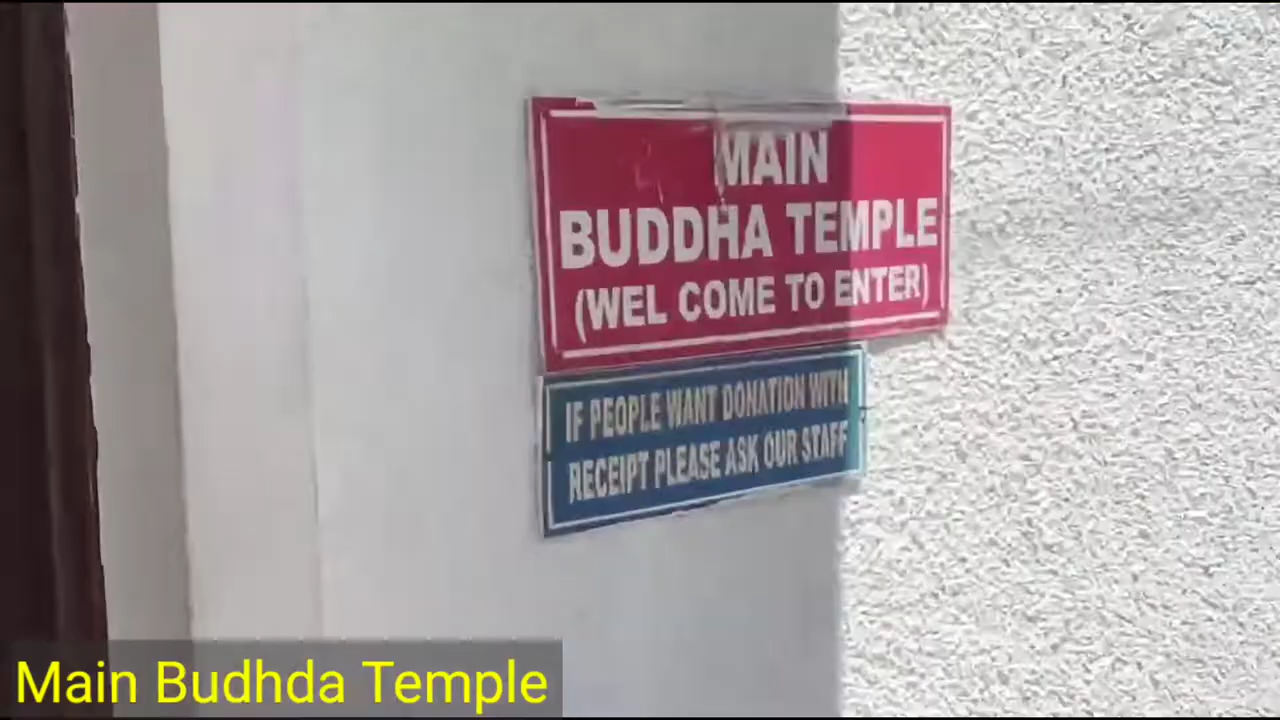 MAIN
BUDDHA TEMPLE
(WEL COME TO ENTER)
IF PEOPLE WANT DONATION WITH
RECEIPT PLEASE ASK OUR STAFF
Main Budhda Temple